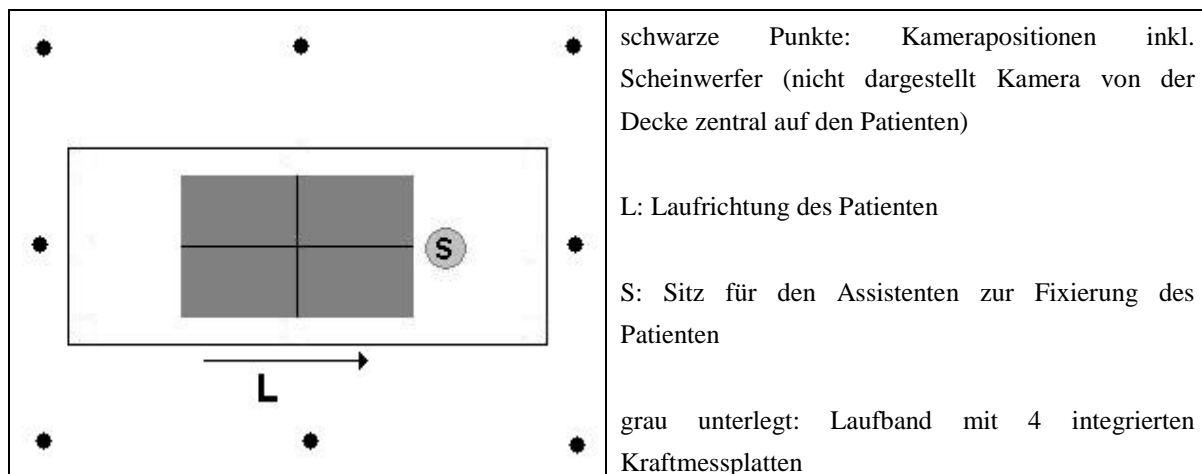 schwarze Punkte: Kamerapositionen inkl.
Scheinwerfer (nicht dargestellt Kamera von der
Decke zentral auf den Patienten)
L: Laufrichtung des Patienten
S: Sitz für den Assistenten zur Fixierung des
Patienten
grau unterlegt: Laufband mit 4 integrierten
Kraftmessplatten
S
L